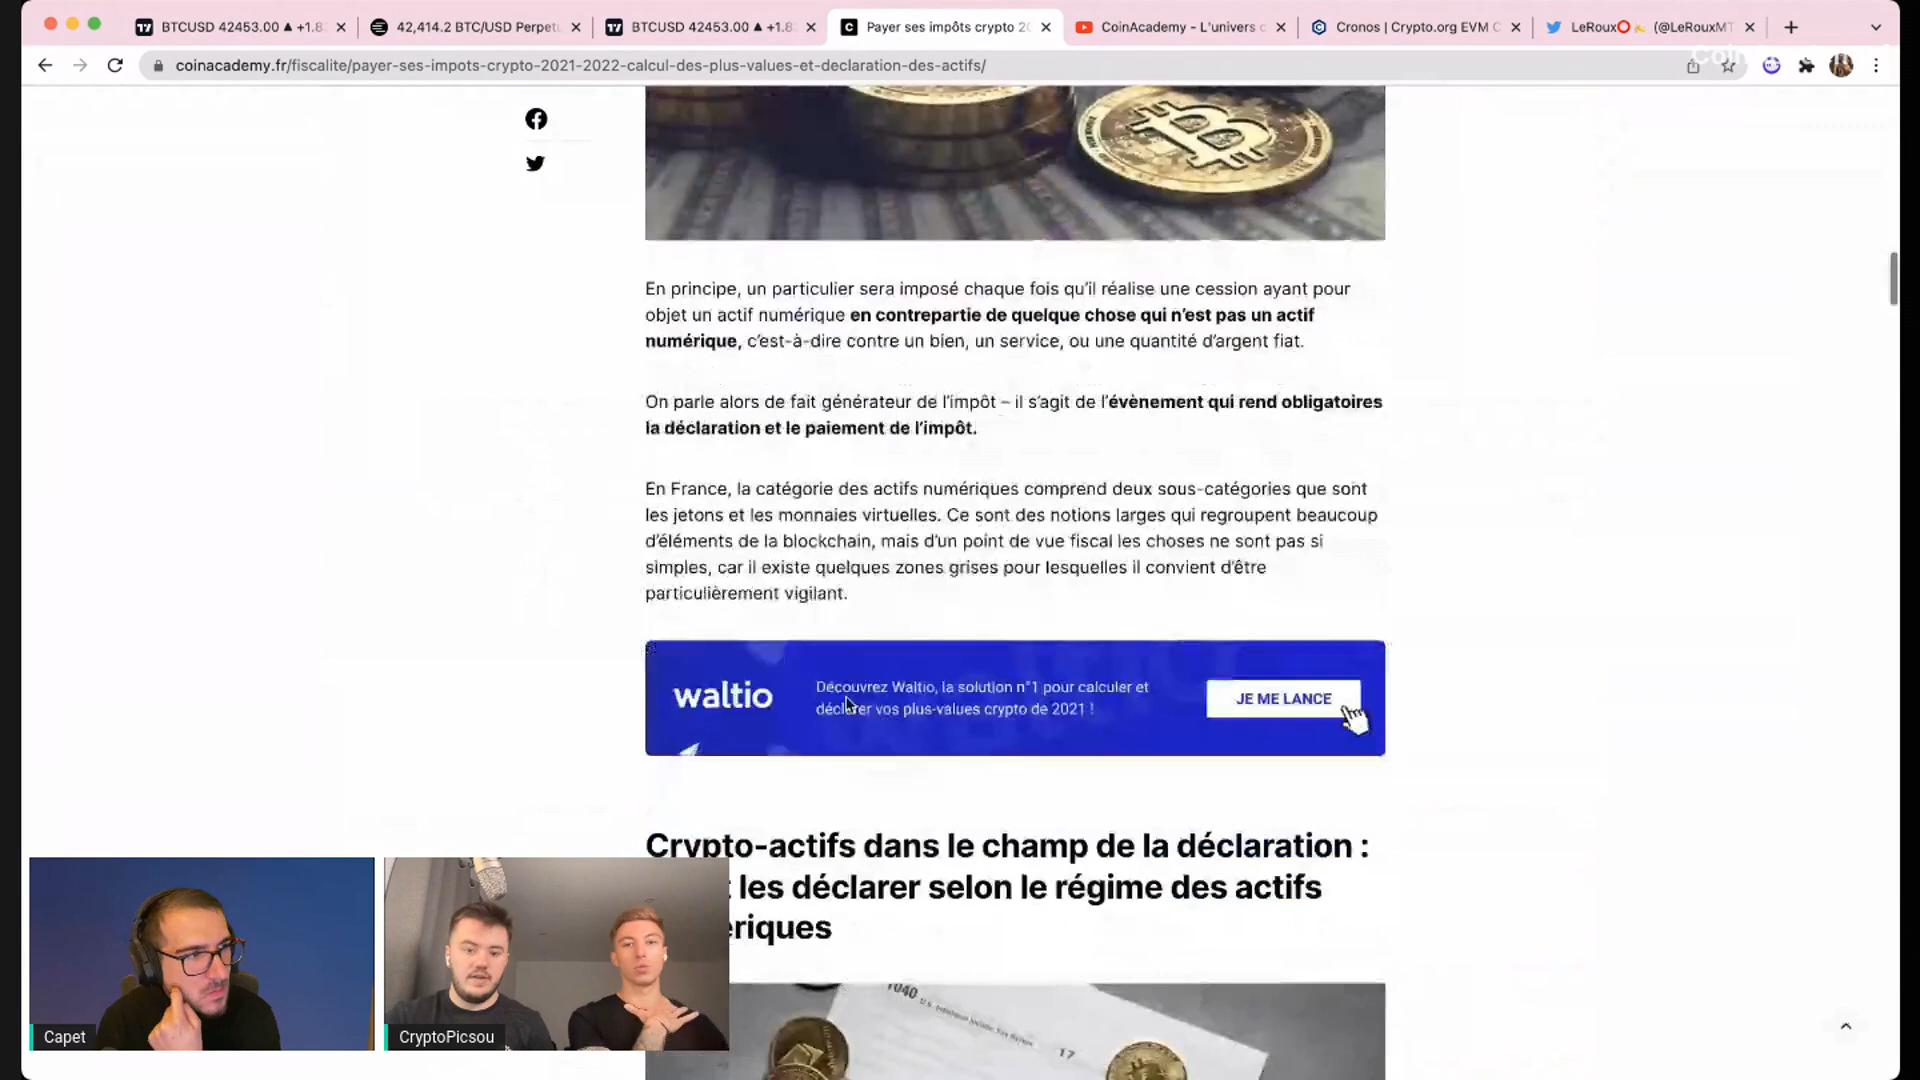 BTCUSD 42453.00 ▲ +1.8
42,414.2 BTC/USD Perpetu
BTCUSD 42453.00 ▲ +1.8
Payer ses impôts crypto 20
CoinAcademy - L'univers c
Cronos | Crypto.org EVM C
LeRoux (@LeRouxMT
coinacademy.fr/fiscalite/payer-ses-impots-crypto-2021-2022-calcul-des-plus-values-et-declaration-des-actifs/
En principe, un particulier sera imposé chaque fois qu'il réalise une cession ayant pour
objet un actif numérique en contrepartie de quelque chose qui n'est pas un actif
numérique, c'est-à-dire contre un bien, un service, ou une quantité d'argent fiat.
On parle alors de fait générateur de l'impôt – il s'agit de l'évènement qui rend obligatoires
la déclaration et le paiement de l'impôt.
En France, la catégorie des actifs numériques comprend deux sous-catégories que sont
les jetons et les monnaies virtuelles. Ce sont des notions larges qui regroupent beaucoup
d'éléments de la blockchain, mais d'un point de vue fiscal les choses ne sont pas si
simples, car il existe quelques zones grises pour lesquelles il convient d'être
particulièrement vigilant.
waltio
Découvrez Waltio, la solution n°1 pour calculer et
déclarer vos plus-values crypto de 2021 !
JE ME LANCE
Crypto-actifs dans le champ de la déclaration :
les déclarer selon le régime des actifs
ériques
1040
17
Capet
CryptoPicsou